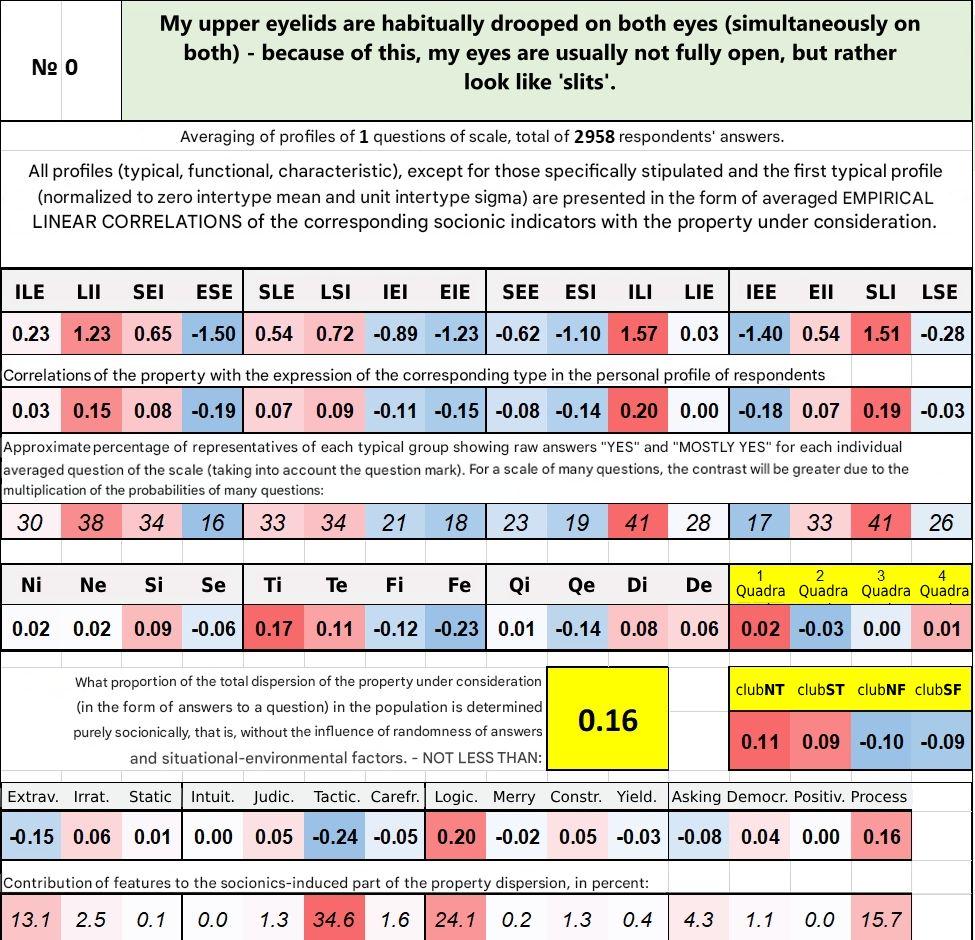 № 0
My upper eyelids are habitually drooped on both eyes (simultaneously on
both) - because of this, my eyes are usually not fully open, but rather
look like 'slits'.
Averaging of profiles of 1 questions of scale, total of 2958 respondents' answers.
All profiles (typical, functional, characteristic), except for those specifically stipulated and the first typical profile
(normalized to zero intertype mean and unit intertype sigma) are presented in the form of averaged EMPIRICAL
LINEAR CORRELATIONS of the corresponding socionic indicators with the property under consideration.
ILE LII SEI ESE SLE LSI IEI EIE SEE ESI ILI LIE IEE EII SLI LSE
0.23 1.23 0.65 -1.50 0.54 0.72 -0.89 -1.23 -0.62 -1.10 1.57 0.03 -1.40 0.54 1.51 -0.28
Correlations of the property with the expression of the corresponding type in the personal profile of respondents
0.03 0.15 0.08 -0.19 0.07 0.09 -0.11 -0.15 -0.08 -0.14 0.20 0.00 -0.18 0.07 0.19 -0.03
Approximate percentage of representatives of each typical group showing raw answers "YES" and "MOSTLY YES" for each individual
averaged question of the scale (taking into account the question mark). For a scale of many questions, the contrast will be greater due to the
multiplication of the probabilities of many questions:
30 38 34 16 33 34 21 18 23 19 41 28 17 33 41 26
Ni Ne Si Se Ti Te Fi Fe Qi Qe Di De 1 Quadra 2 Quadra 3 Quadra 4 Quadra
0.02 0.02 0.09 -0.06 0.17 0.11 -0.12 -0.23 0.01 -0.14 0.08 0.06 0.02 -0.03 0.00 0.01
What proportion of the total dispersion of the property under consideration
(in the form of answers to a question) in the population is determined
purely socionically, that is, without the influence of randomness of answers
and situational-environmental factors. - NOT LESS THAN:
0.16
clubNT clubST clubNF clubSF
0.11 0.09 -0.10 -0.09
Extrav. Irrat. Static Intuit. Judic. Tactic. Carefr. Logic. Merry Constr. Yield. Asking Democr. Positiv. Process
-0.15 0.06 0.01 0.00 0.05 -0.24 -0.05 0.20 -0.02 0.05 -0.03 -0.08 0.04 0.00 0.16
Contribution of features to the socionics-induced part of the property dispersion, in percent:
13.1 2.5 0.1 0.0 1.3 34.6 1.6 24.1 0.2 1.3 0.4 4.3 1.1 0.0 15.7